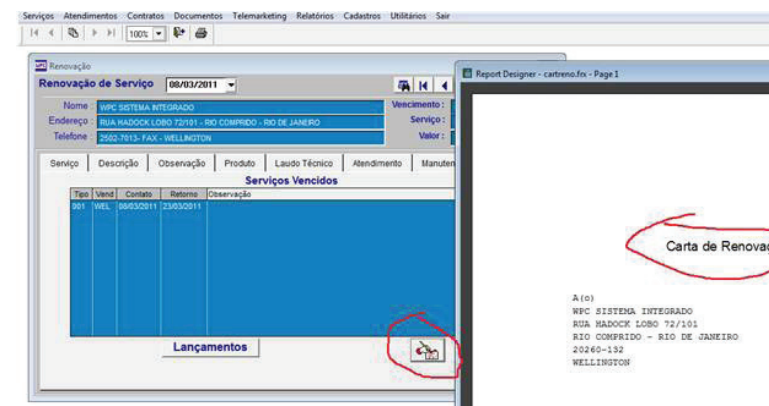 Serviços Atendimentos Contratos Documentos Telemarketing Relatórios Cadastros Utilitários Sair
100%
Renovação
Renovação de Serviço 08/03/2011
Nome : WPC SISTEMA INTEGRADO
Vencimento :
Endereço : RUA HADOCK LOBO 72/101 - RIO COMPRIDO - RIO DE JANEIRO
Serviço :
Telefone : 2502-7013- FAX - WELLINGTON
Valor :
Serviço Descrição Observação Produto Laudo Técnico Atendimento Manuten
Serviços Vencidos
Tipo Vend Contato Retorno Observação
001 WEL 08/03/2011 23/03/2011
Lançamentos
Report Designer - cartreno.frx - Page 1
Carta de Renovaç
A(o)
WPC SISTEMA INTEGRADO
RUA HADOCK LOBO 72/101
RIO COMPRIDO - RIO DE JANEIRO
20260-132
WELLINGTON